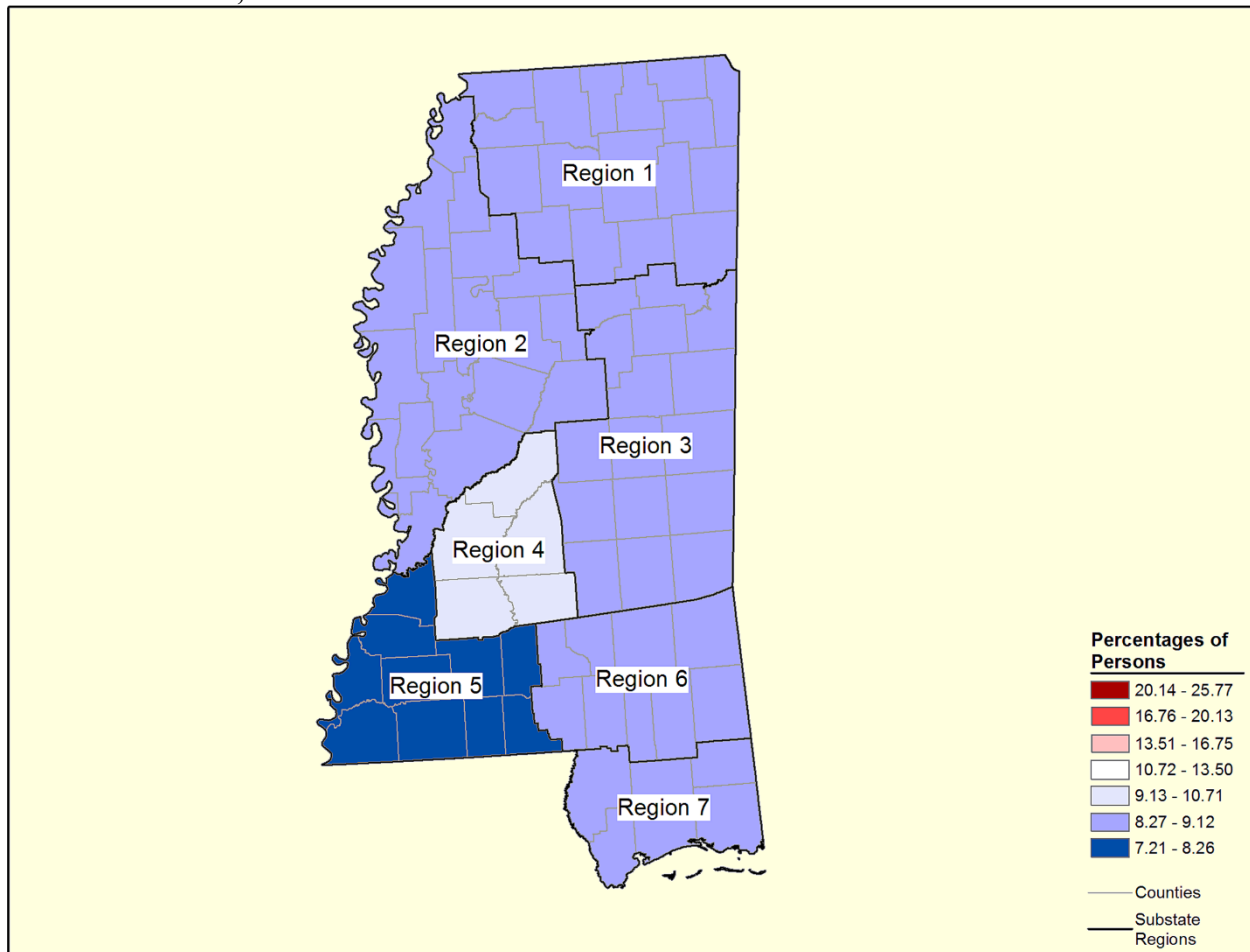 Region 1
Region 2
Region 3
Region 4
Region 5
Region 6
Region 7
Percentages of
Persons
20.14 - 25.77
16.76 - 20.13
13.51 - 16.75
10.72 - 13.50
9.13 - 10.71
8.27 - 9.12
7.21 - 8.26
Counties
Substate
Regions